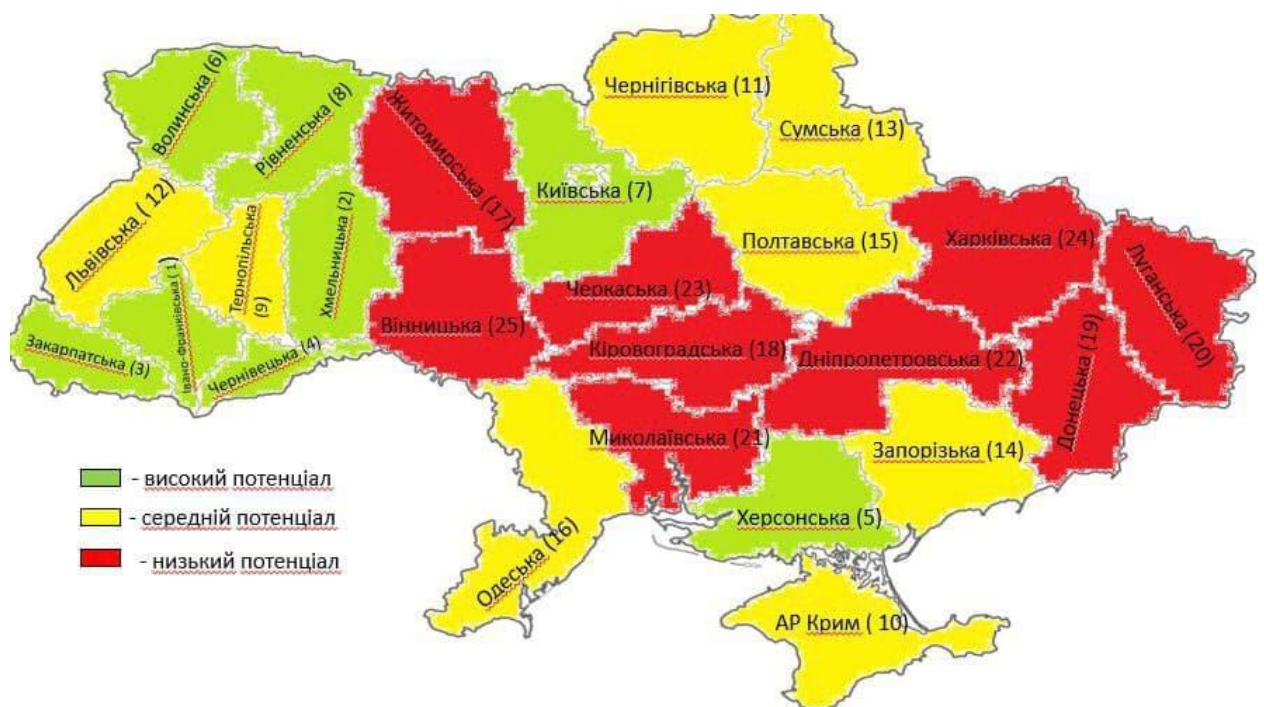 Чернігівська (11)
Сумська (13)
Волинська (6)
Рівненська (8)
Житомирська (17)
Київська (7)
Львівська ( 12)
Тернопільська
(9)
Хмельницька (2)
Полтавська (15)
Харківська (24)
Луганська (20)
Івано-Франківська ( 1)
Черкаська (23)
Вінницька (25)
Закарпатська (3)
Чернівецька (4)
Кіровоградська (18)
Дніпропетровська (22)
Донецька (19)
Миколаївська (21)
Запорізька (14)
Херсонська (5)
Одеська (16)
АР Крим ( 10)
- високий потенціал
- середній потенціал
- низький потенціал